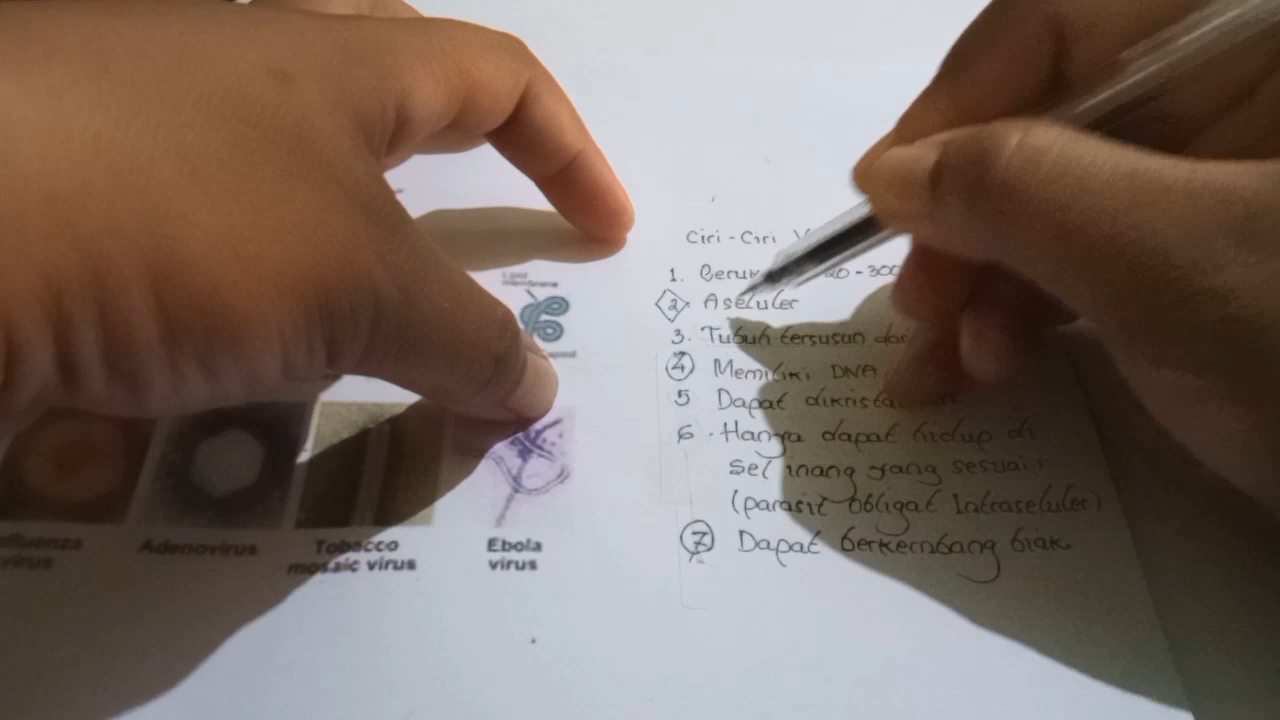 Lipid
membrane
Influenza
virus
Adenovirus
Tobacco
mosaic virus
Ebola
virus
Ciri-Ciri
1. 20-300
2. Aseluler
3. Tubuh tersusun dari
4 Memiliki DNA
5 Dapat
6. Hanya dapat hidup di
sel inang yang sesuai
(parasit obligat Intraseluler)
7 Dapat berkembang biak